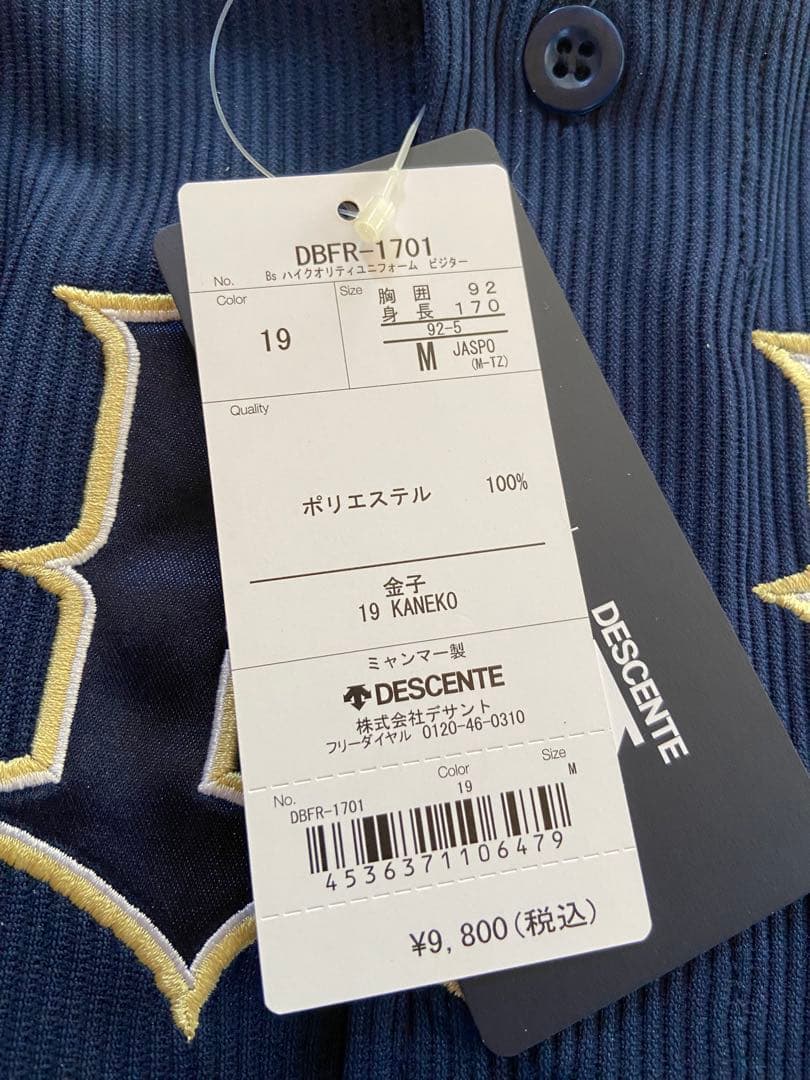 DBFR-1701
No. Bs ハイクオリティユニフォーム ビジター
Color
19
Size
胸 囲 92
身 長 170
92-5
M JASPO
(M-TZ)
Quality
ポリエステル 100%
金子
19 KANEKO
ミャンマー製
DESCENTE
株式会社デサント
フリーダイヤル 0120-46-0310
No. Color Size
DBFR-1701 19 M
4536371106479
¥9,800(税込)
DESCENTE